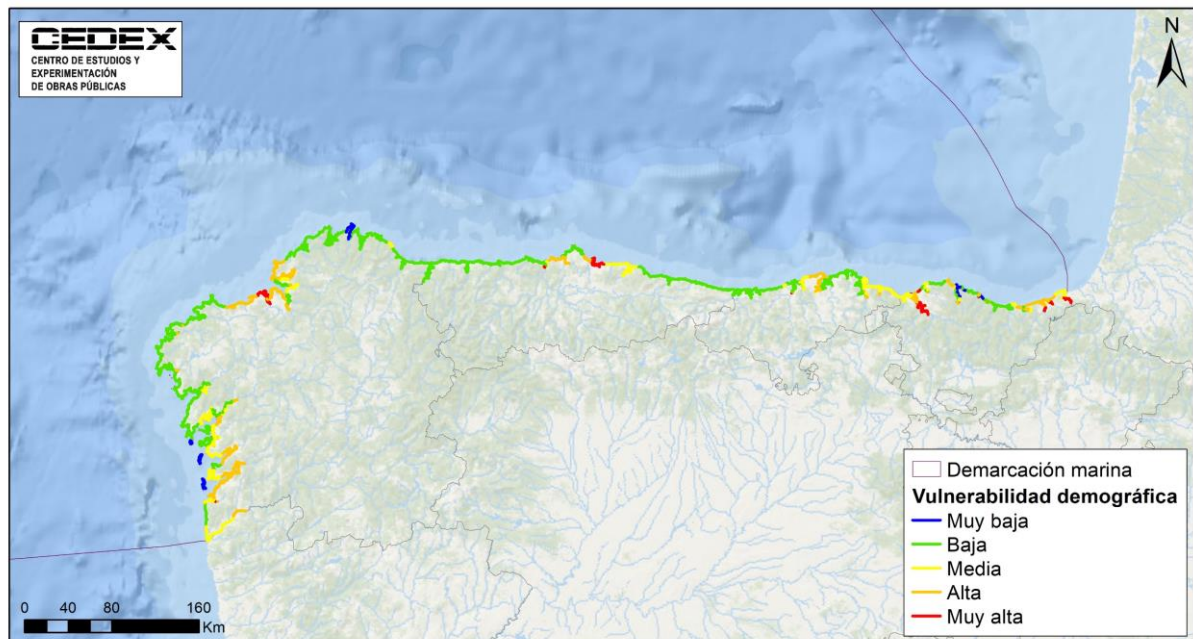 CEDEX
CENTRO DE ESTUDIOS Y
EXPERIMENTACIÓN
DE OBRAS PÚBLICAS
N
Demarcación marina
Vulnerabilidad demográfica
Muy baja
Baja
Media
Alta
Muy alta
0 40 80 160
Km